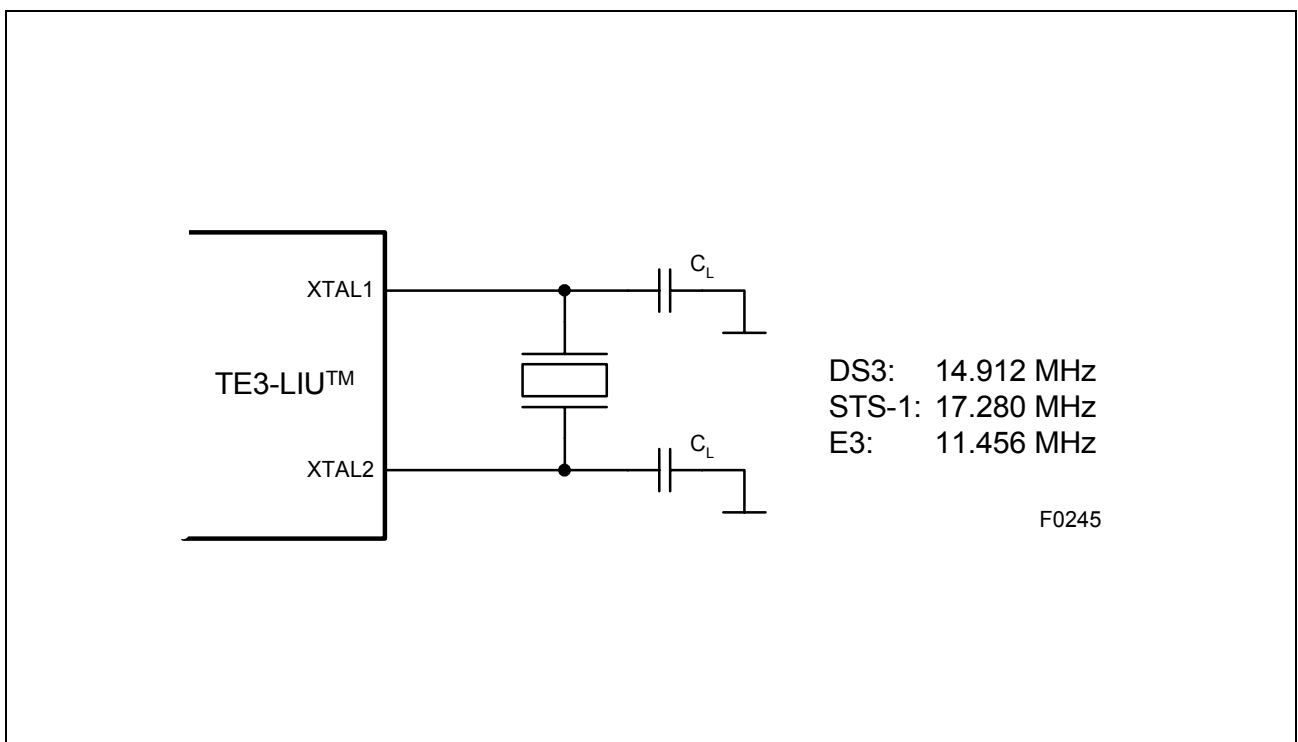 XTAL1
C_L
TE3-LIU™
XTAL2
C_L
DS3: 14.912 MHz
STS-1: 17.280 MHz
E3: 11.456 MHz
F0245